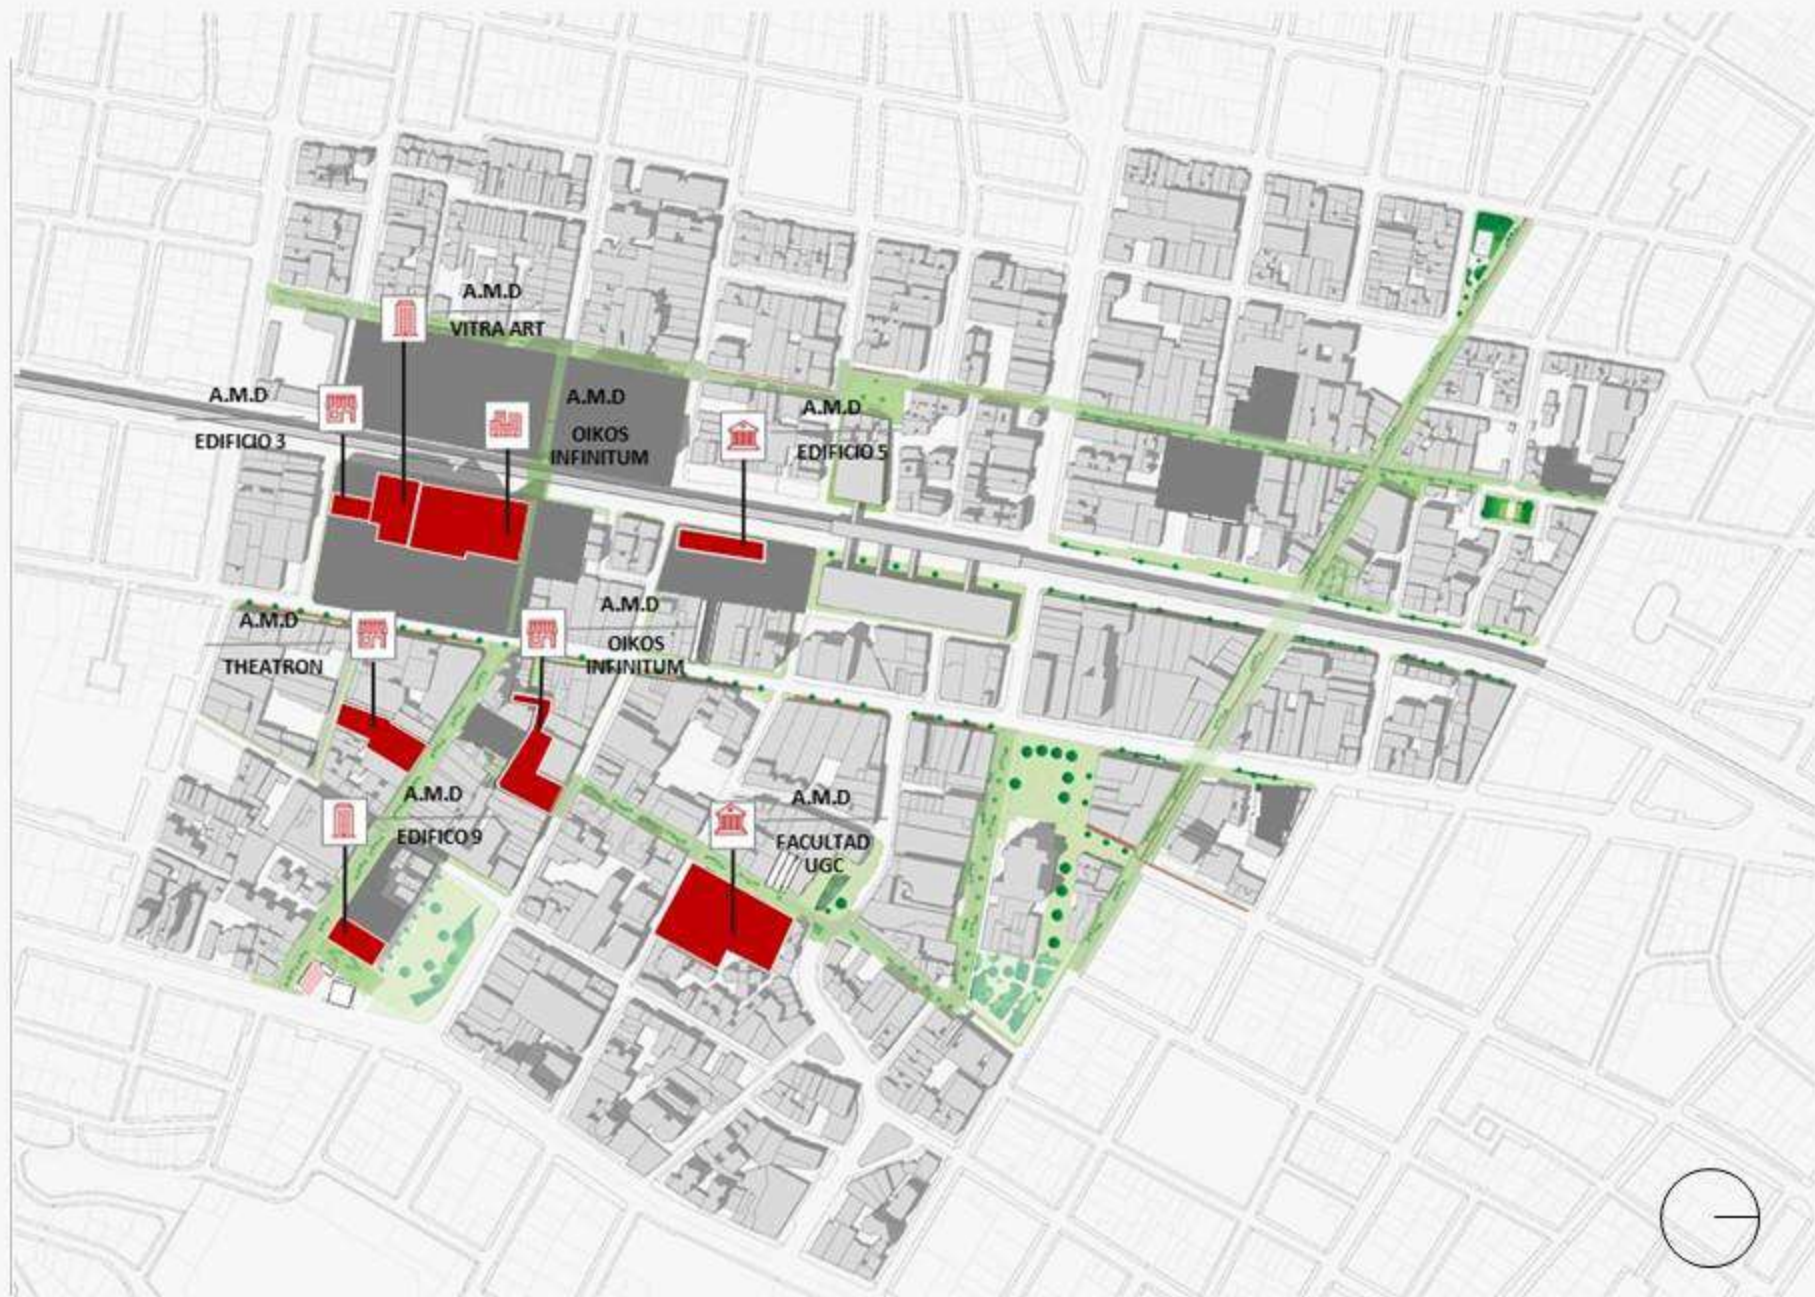 A.M.D
VITRA ART
A.M.D
EDIFICIO 3
A.M.D
OIKOS
INFINITUM
A.M.D
EDIFICIO 5
A.M.D
THEATRON
A.M.D
OIKOS
INFINITUM
A.M.D
EDIFICO 9
A.M.D
FACULTAD
UGC